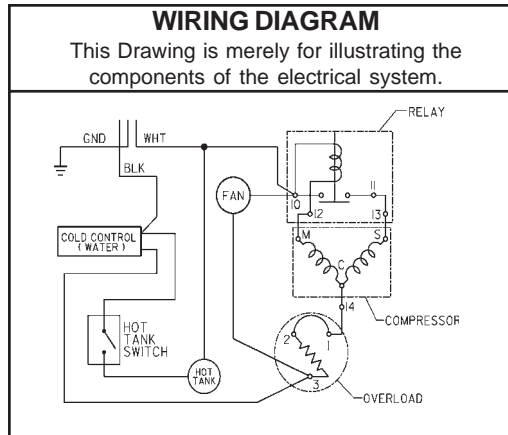 WIRING DIAGRAM
This Drawing is merely for illustrating the
components of the electrical system.
RELAY
GND
WHT
BLK
FAN
10
11
12
13
COLD CONTROL
(WATER)
M
S
C
14
COMPRESSOR
HOT
TANK
SWITCH
2
1
3
HOT
TANK
OVERLOAD